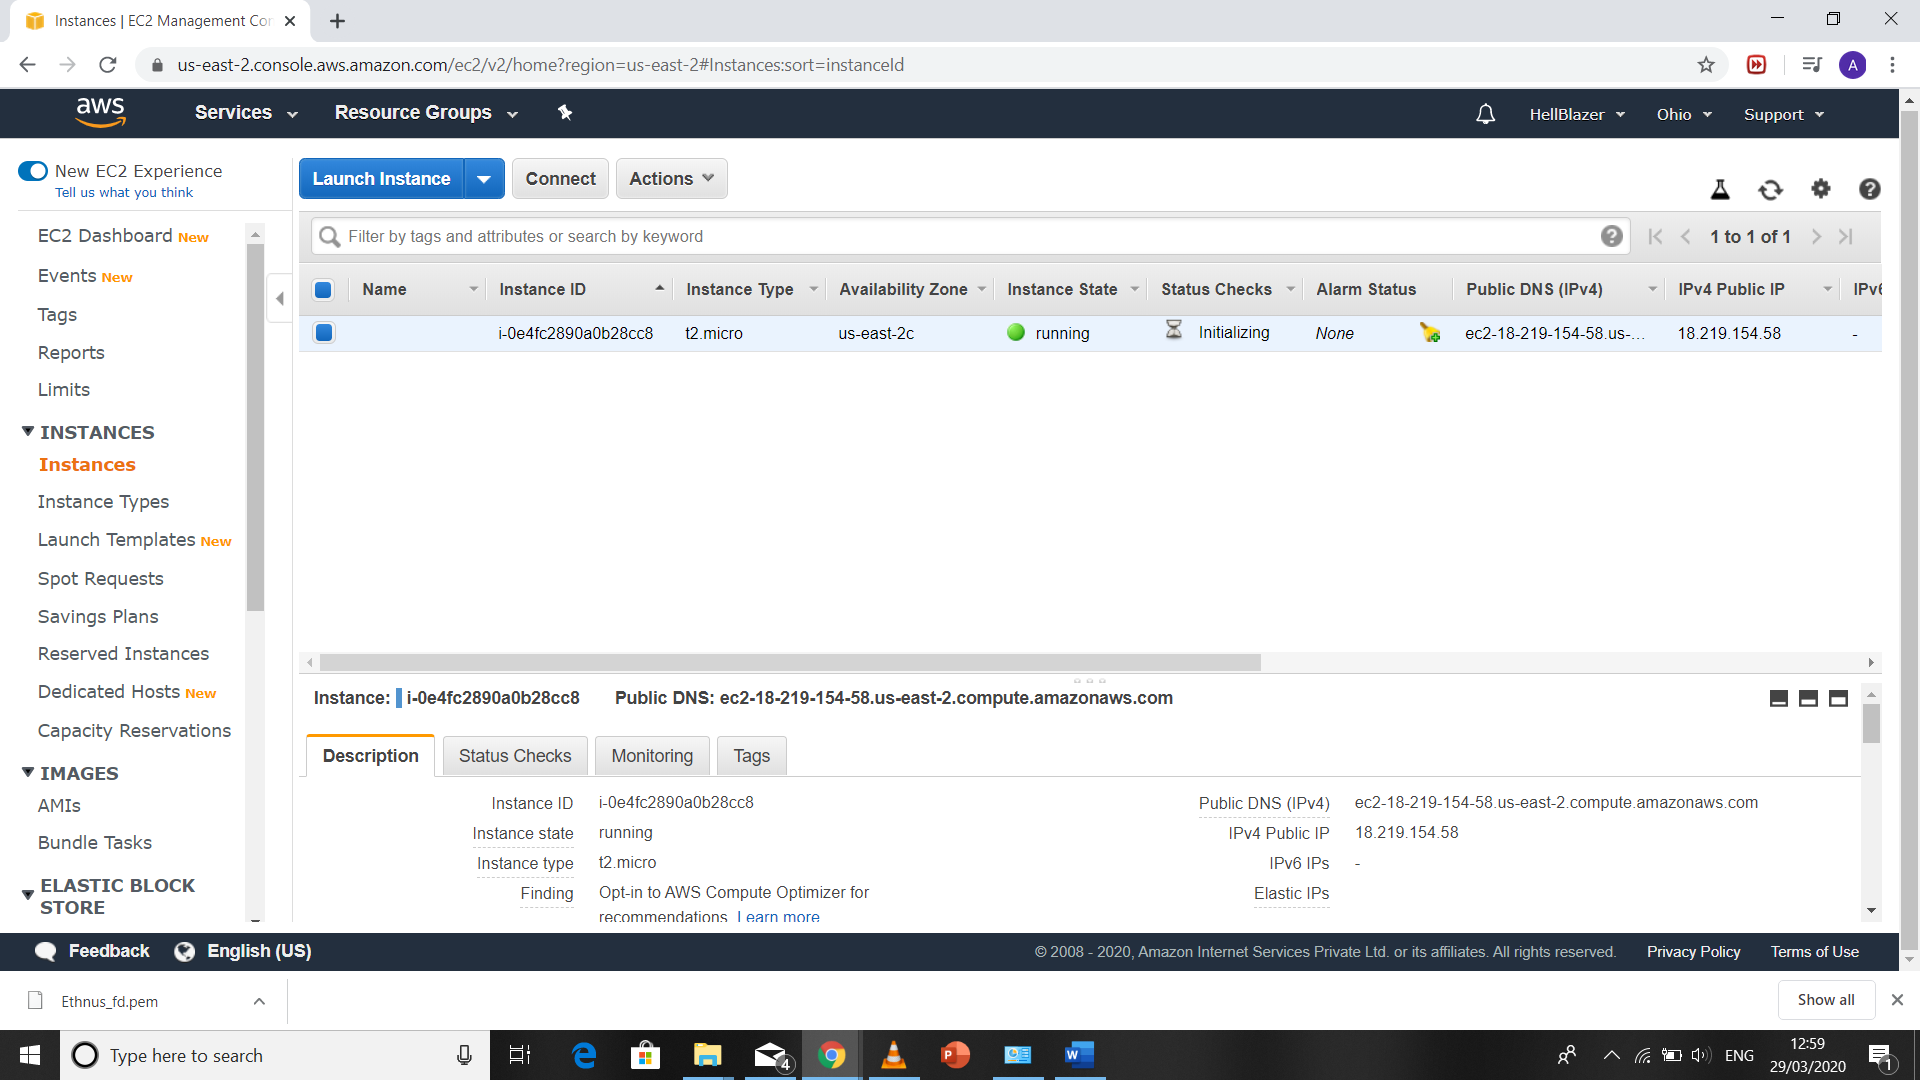 Instances | EC2 Management Con
us-east-2.console.aws.amazon.com/ec2/v2/home?region=us-east-2#Instances:sort=instanceId
A
aws
Services
Resource Groups
HellBlazer
Ohio
Support
New EC2 Experience
Tell us what you think
EC2 Dashboard New
Events New
Tags
Reports
Limits
INSTANCES
Instances
Instance Types
Launch Templates New
Spot Requests
Savings Plans
Reserved Instances
Dedicated Hosts New
Capacity Reservations
IMAGES
AMIs
Bundle Tasks
ELASTIC BLOCK
STORE
Launch Instance
Connect
Actions
Filter by tags and attributes or search by keyword
1 to 1 of 1
Name Instance ID Instance Type Availability Zone Instance State Status Checks Alarm Status Public DNS (IPv4) IPv4 Public IP IPv6
i-0e4fc2890a0b28cc8 t2.micro us-east-2c running Initializing None ec2-18-219-154-58.us-... 18.219.154.58 -
Instance: i-0e4fc2890a0b28cc8 Public DNS: ec2-18-219-154-58.us-east-2.compute.amazonaws.com
Description Status Checks Monitoring Tags
Instance ID i-0e4fc2890a0b28cc8
Instance state running
Instance type t2.micro
Finding Opt-in to AWS Compute Optimizer for
recommendations. Learn more
Public DNS (IPv4) ec2-18-219-154-58.us-east-2.compute.amazonaws.com
IPv4 Public IP 18.219.154.58
IPv6 IPs -
Elastic IPs
Feedback
English (US)
© 2008 - 2020, Amazon Internet Services Private Ltd. or its affiliates. All rights reserved.
Privacy Policy
Terms of Use
Ethnus_fd.pem
Show all
Type here to search
4
ENG
12:59
29/03/2020
1